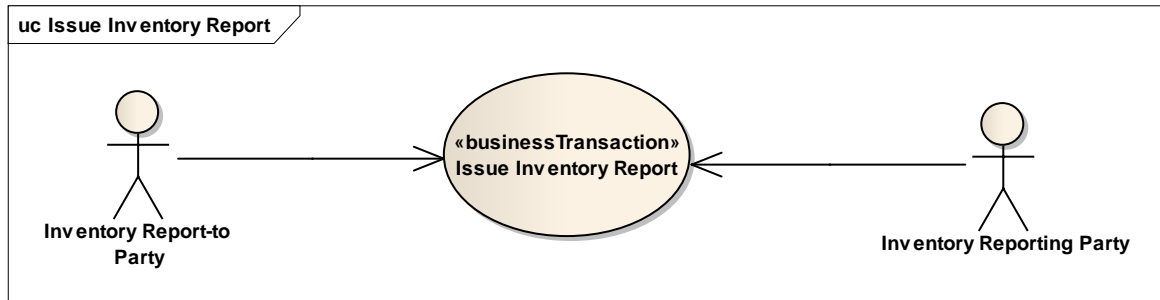 uc Issue Inventory Report
«businessTransaction»
Issue Inventory Report
Inventory Report-to
Party
Inventory Reporting Party